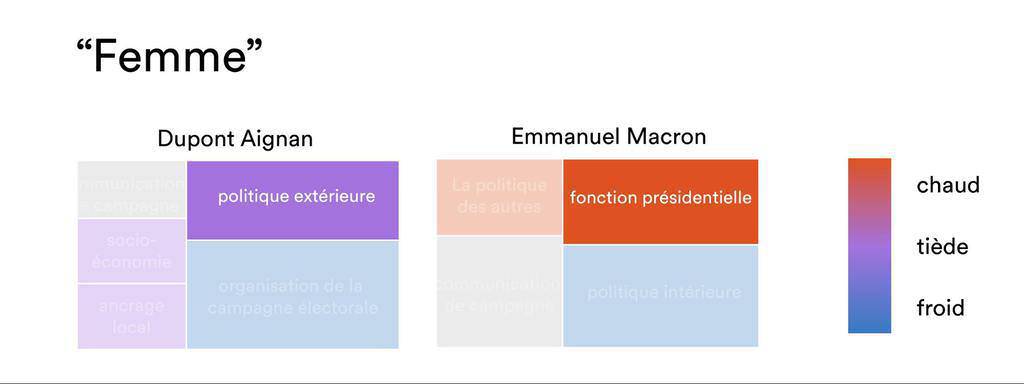 “Femme”
Dupont Aignan
Emmanuel Macron
politique extérieure
socio-
économie
ancrage
local
organisation de la
campagne électorale
La politique
des autres
fonction présidentielle
de campagne
politique intérieure
chaud
tiède
froid